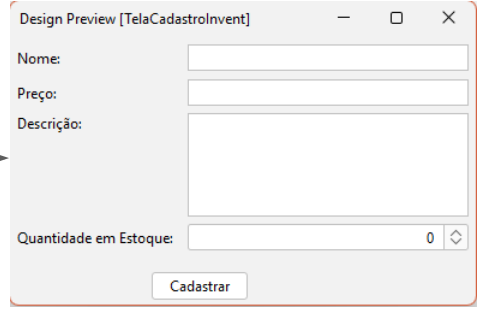 Design Preview [TelaCadastroInvent]
Nome:
Preço:
Descrição:
Quantidade em Estoque: 0
Cadastrar